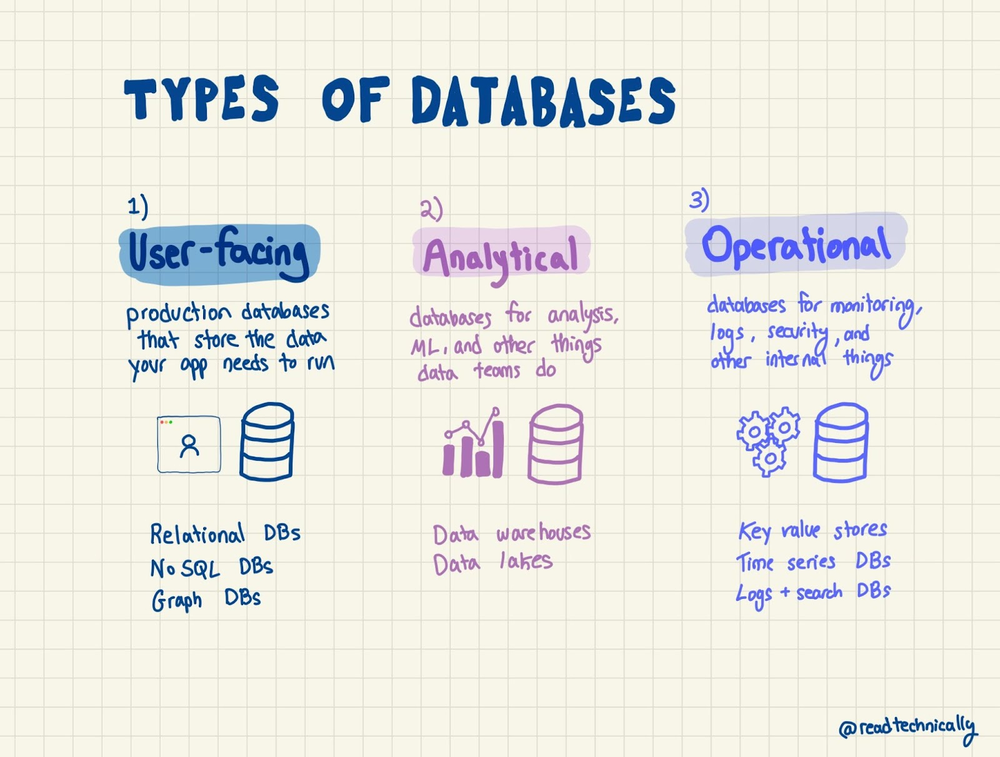 TYPES OF DATABASES
1)
User-facing
production databases
that store the data
your app needs to run
Relational DBs
NoSQL DBs
Graph DBs
2)
Analytical
databases for analysis,
ML, and other things
data teams do
Data warehouses
Data lakes
3)
Operational
databases for monitoring,
logs, security, and
other internal things
Key value stores
Time series DBs
Logs + search DBs
@readtechnically